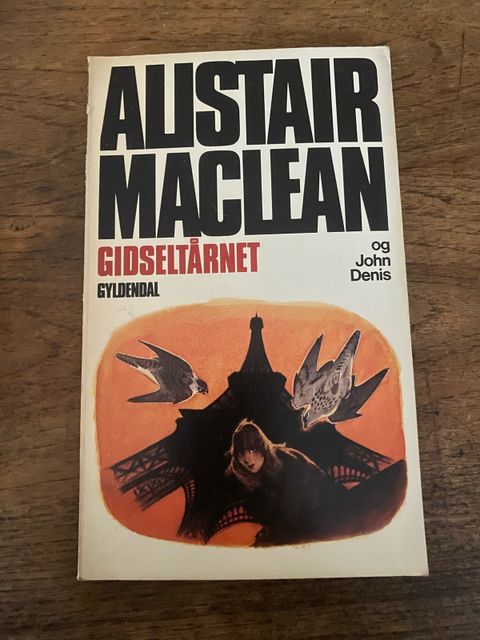 ALISTAIR
MACLEAN
GIDSELTÅRNET
og
John
Denis
GYLDENDAL